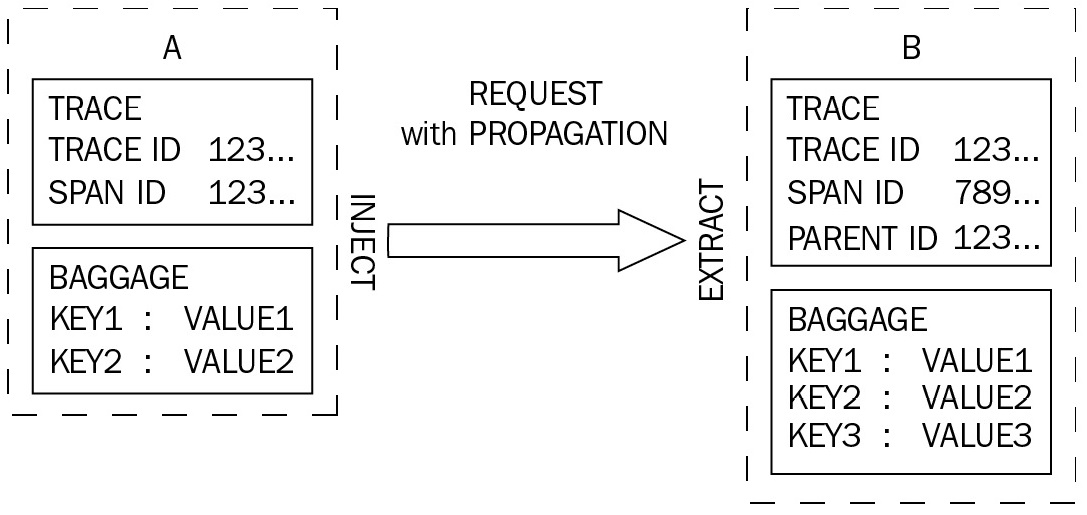 A
TRACE
TRACE ID 123...
SPAN ID 123...
BAGGAGE
KEY1 : VALUE1
KEY2 : VALUE2
INJECT
REQUEST
with PROPAGATION
EXTRACT
B
TRACE
TRACE ID 123...
SPAN ID 789...
PARENT ID 123...
BAGGAGE
KEY1 : VALUE1
KEY2 : VALUE2
KEY3 : VALUE3